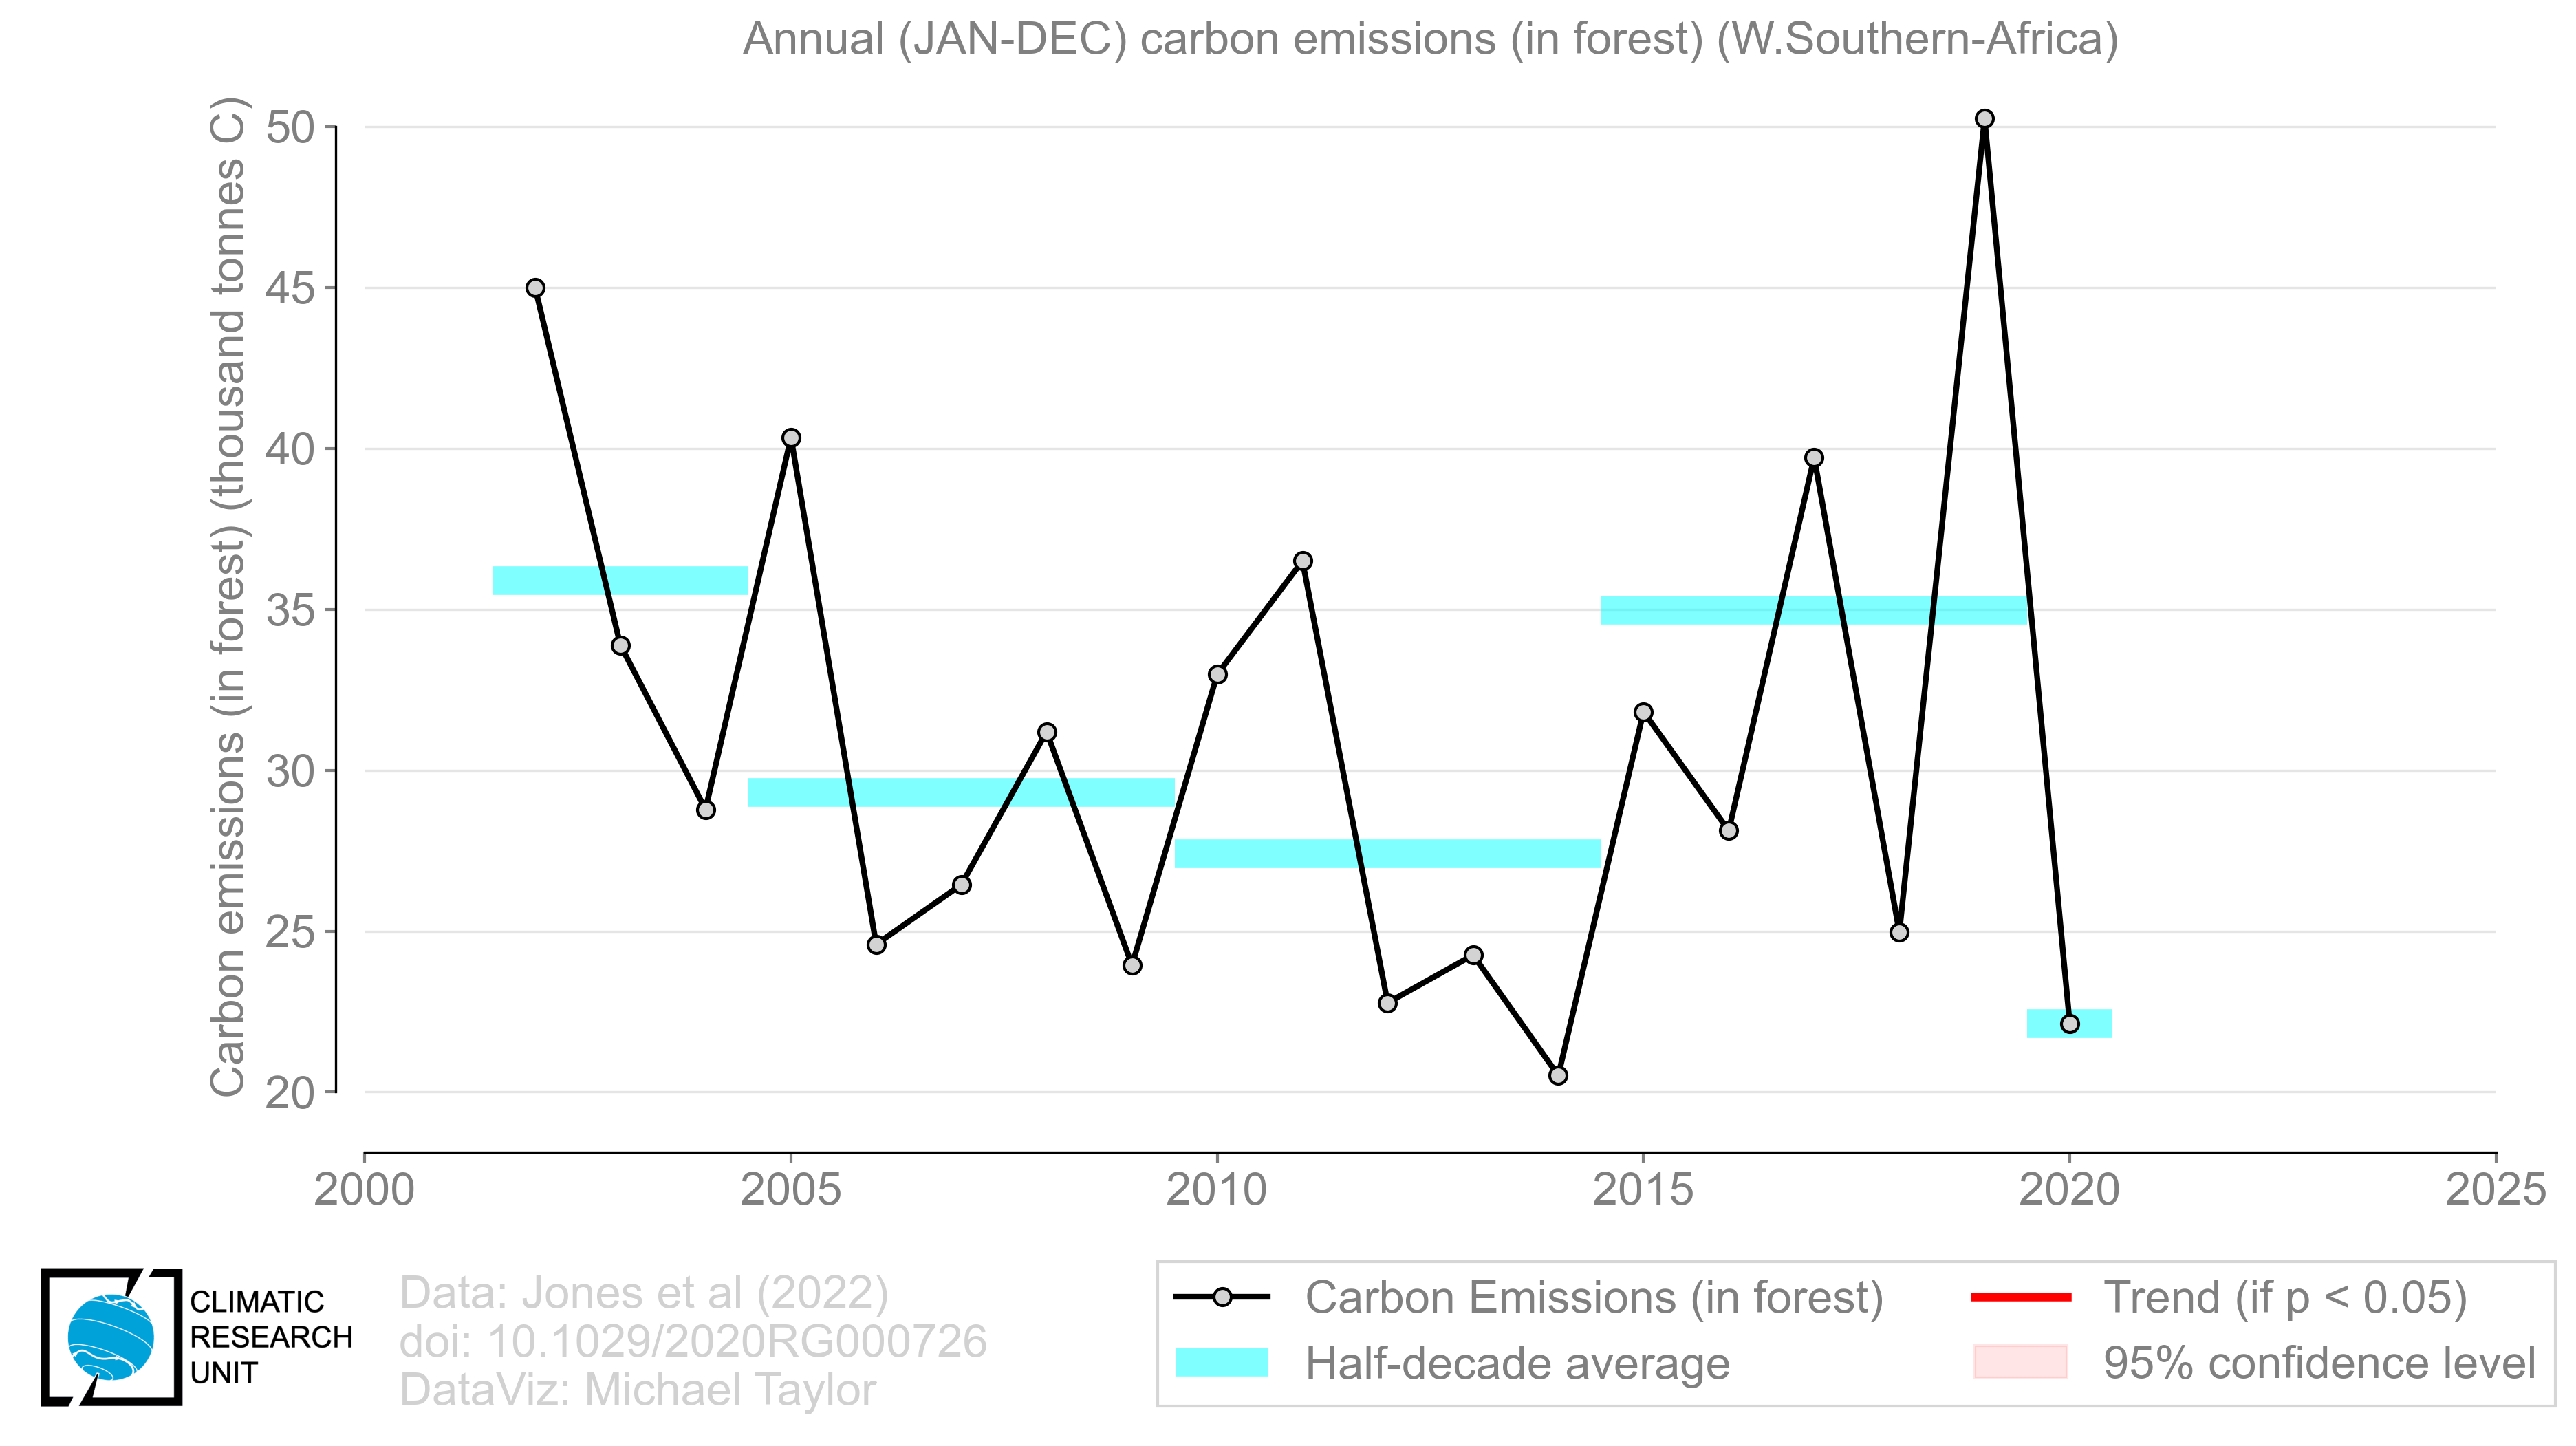 Annual (JAN-DEC) carbon emissions (in forest) (W.Southern-Africa)
Carbon emissions (in forest) (thousand tonnes C)
50
45
40
35
30
25
20
2000 2005 2010 2015 2020 2025
CLIMATIC
RESEARCH
UNIT
Data: Jones et al (2022)
doi: 10.1029/2020RG000726
DataViz: Michael Taylor
Carbon Emissions (in forest)
Half-decade average
Trend (if p < 0.05)
95% confidence level